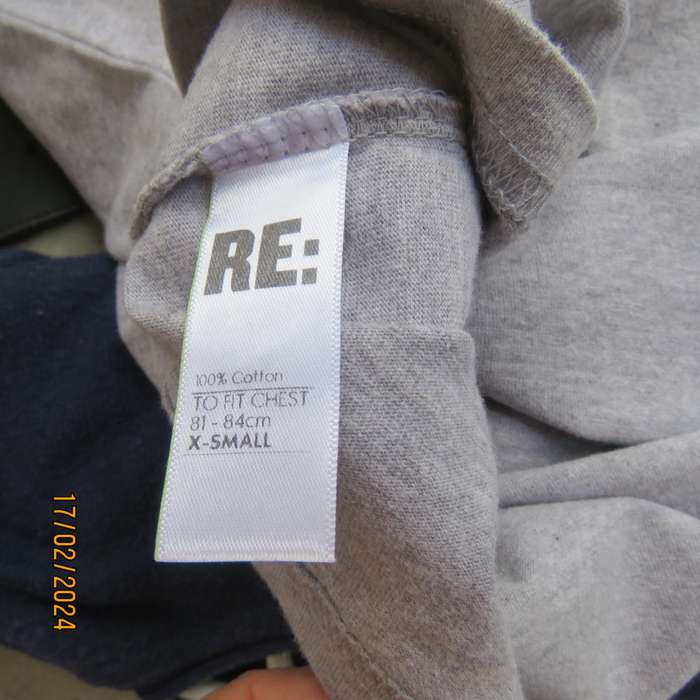 RE:
100% Cotton
TO FIT CHEST
81 - 84cm
X-SMALL
17/02/2024